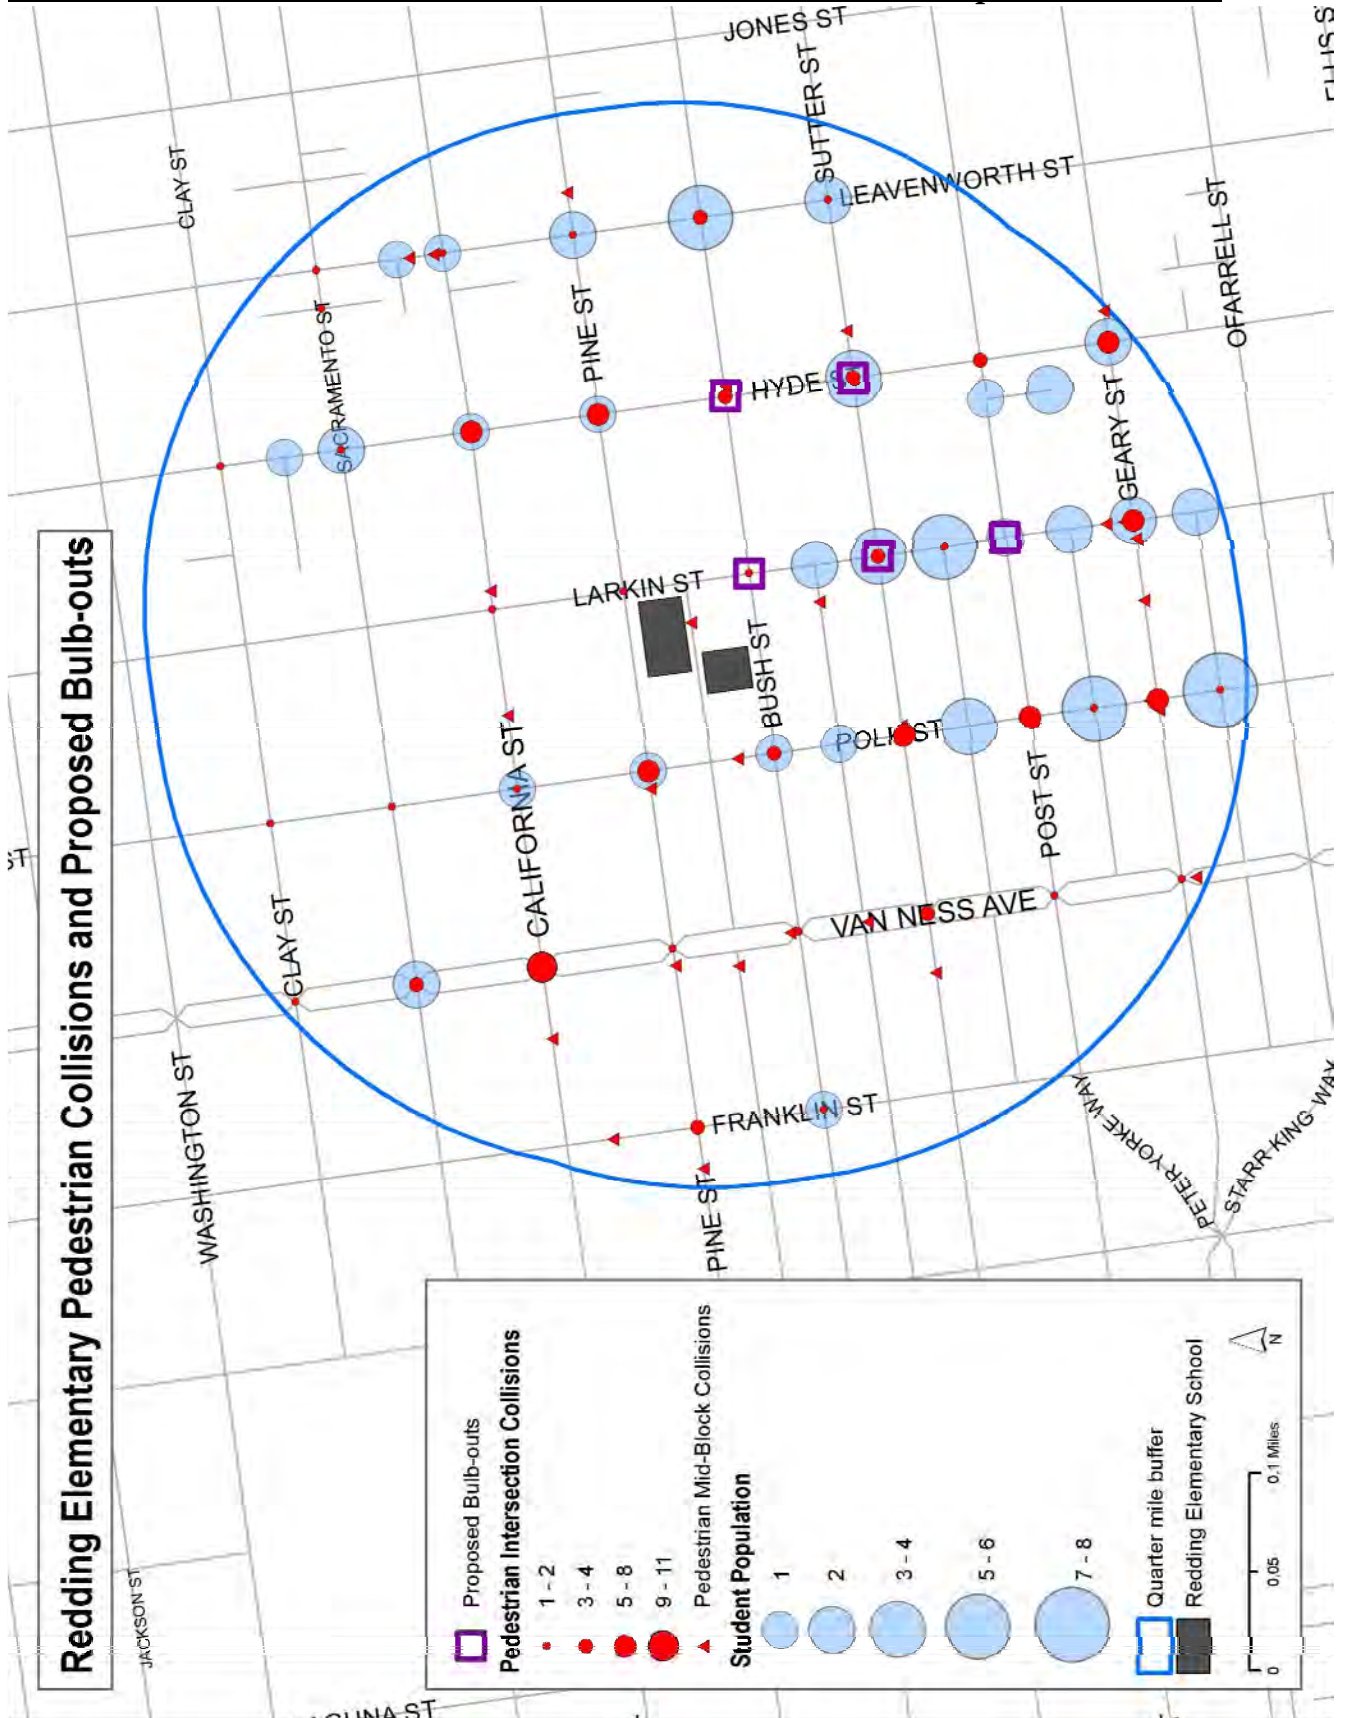 Redding Elementary Pedestrian Collisions and Proposed Bulb-outs
JONES ST
SUTTER ST
LEAVENWORTH ST
CLAY ST
SACRAMENTO ST
PINE ST
HYDE ST
GEARY ST
OFARRELL ST
LARKIN ST
BUSH ST
POLK ST
POST ST
CALIFORNIA ST
CLAY ST
VAN NESS AVE
WASHINGTON ST
FRANKLIN ST
PINE ST
PETER YORKE WAY
STARR KING WAY
JACKSON ST
ST
Proposed Bulb-outs
Pedestrian Intersection Collisions
1 - 2
3 - 4
5 - 8
9 - 11
Pedestrian Mid-Block Collisions
Student Population
1
2
3 - 4
5 - 6
7 - 8
Quarter mile buffer
Redding Elementary School
0 0.05 0.1 Miles
N